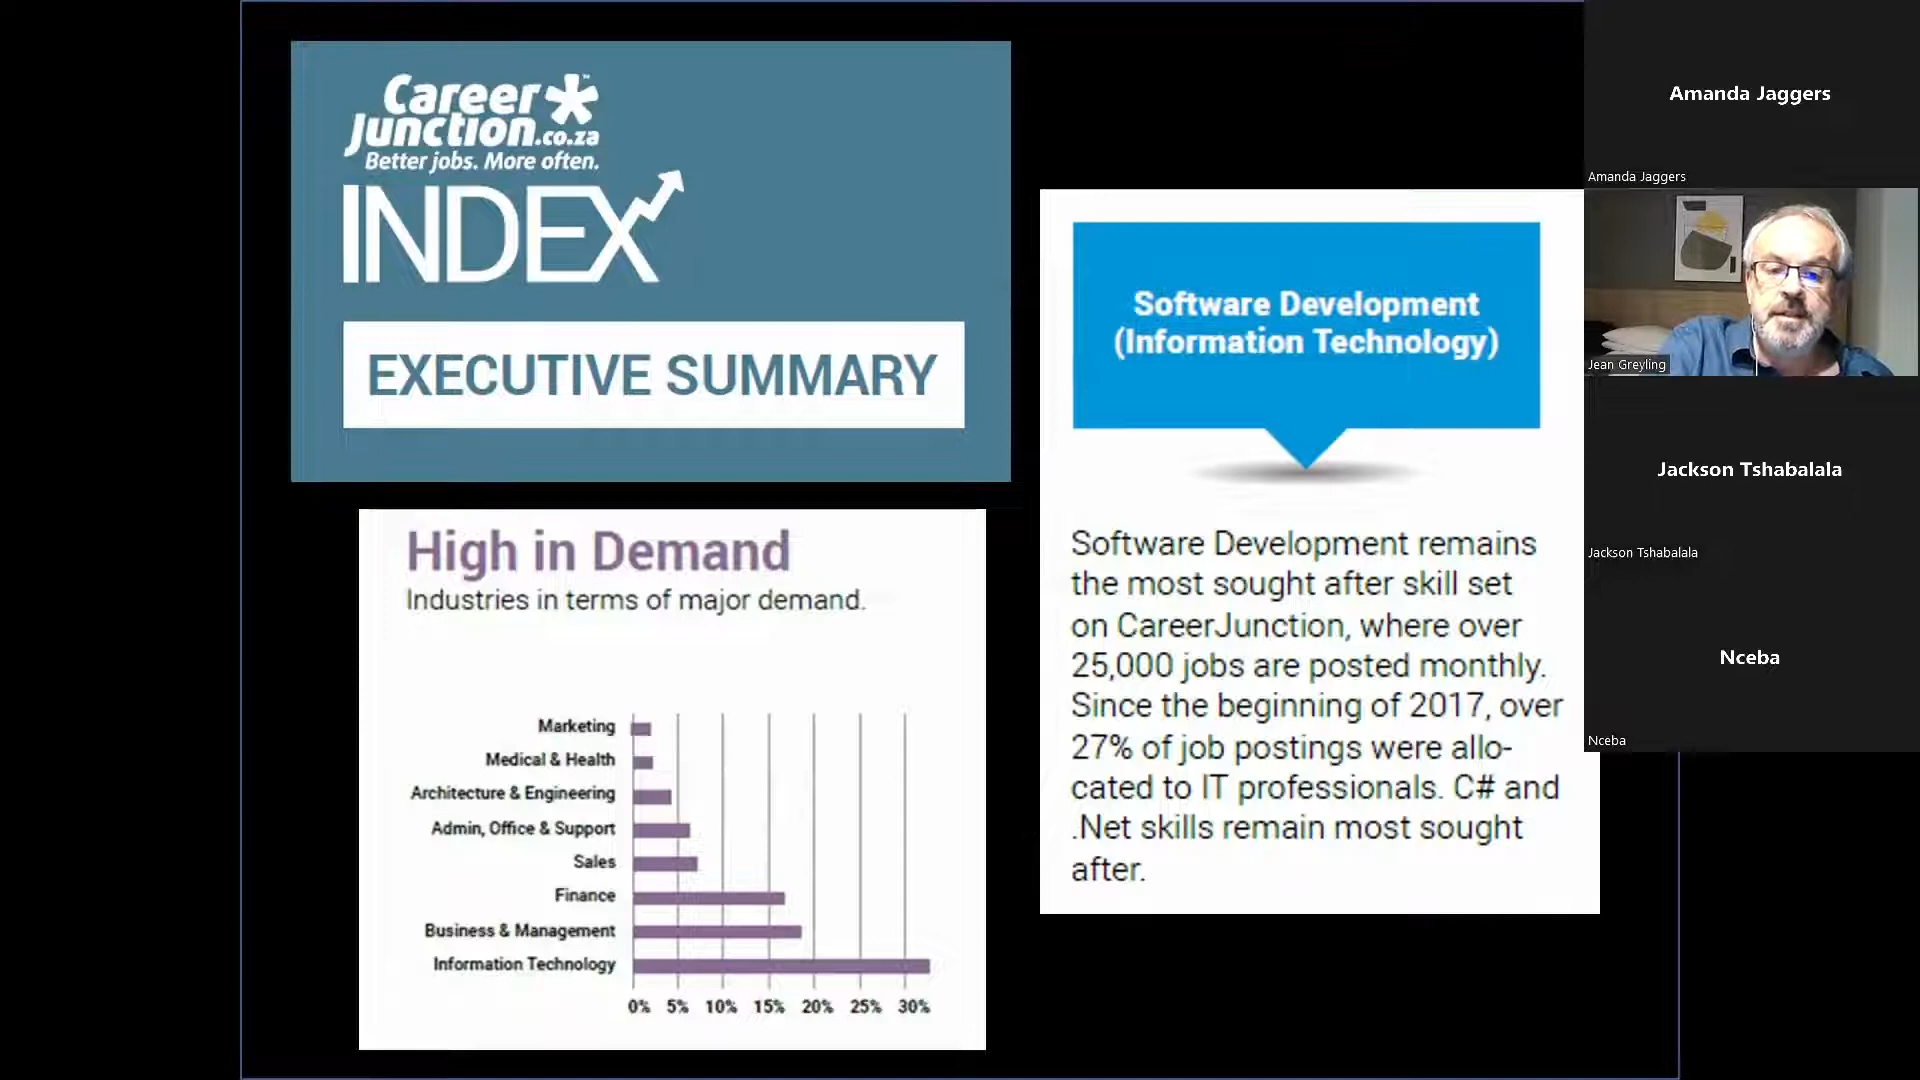 Career
Junction.co.za
Better jobs. More often.
INDEX
EXECUTIVE SUMMARY
High in Demand
Industries in terms of major demand.
Marketing
Medical & Health
Architecture & Engineering
Admin, Office & Support
Sales
Finance
Business & Management
Information Technology
0% 5% 10% 15% 20% 25% 30%
Software Development
(Information Technology)
Software Development remains
the most sought after skill set
on CareerJunction, where over
25,000 jobs are posted monthly.
Since the beginning of 2017, over
27% of job postings were allo-
cated to IT professionals. C# and
.Net skills remain most sought
after.
Amanda Jaggers
Amanda Jaggers
Jean Greyling
Jackson Tshabalala
Jackson Tshabalala
Nceba
Nceba